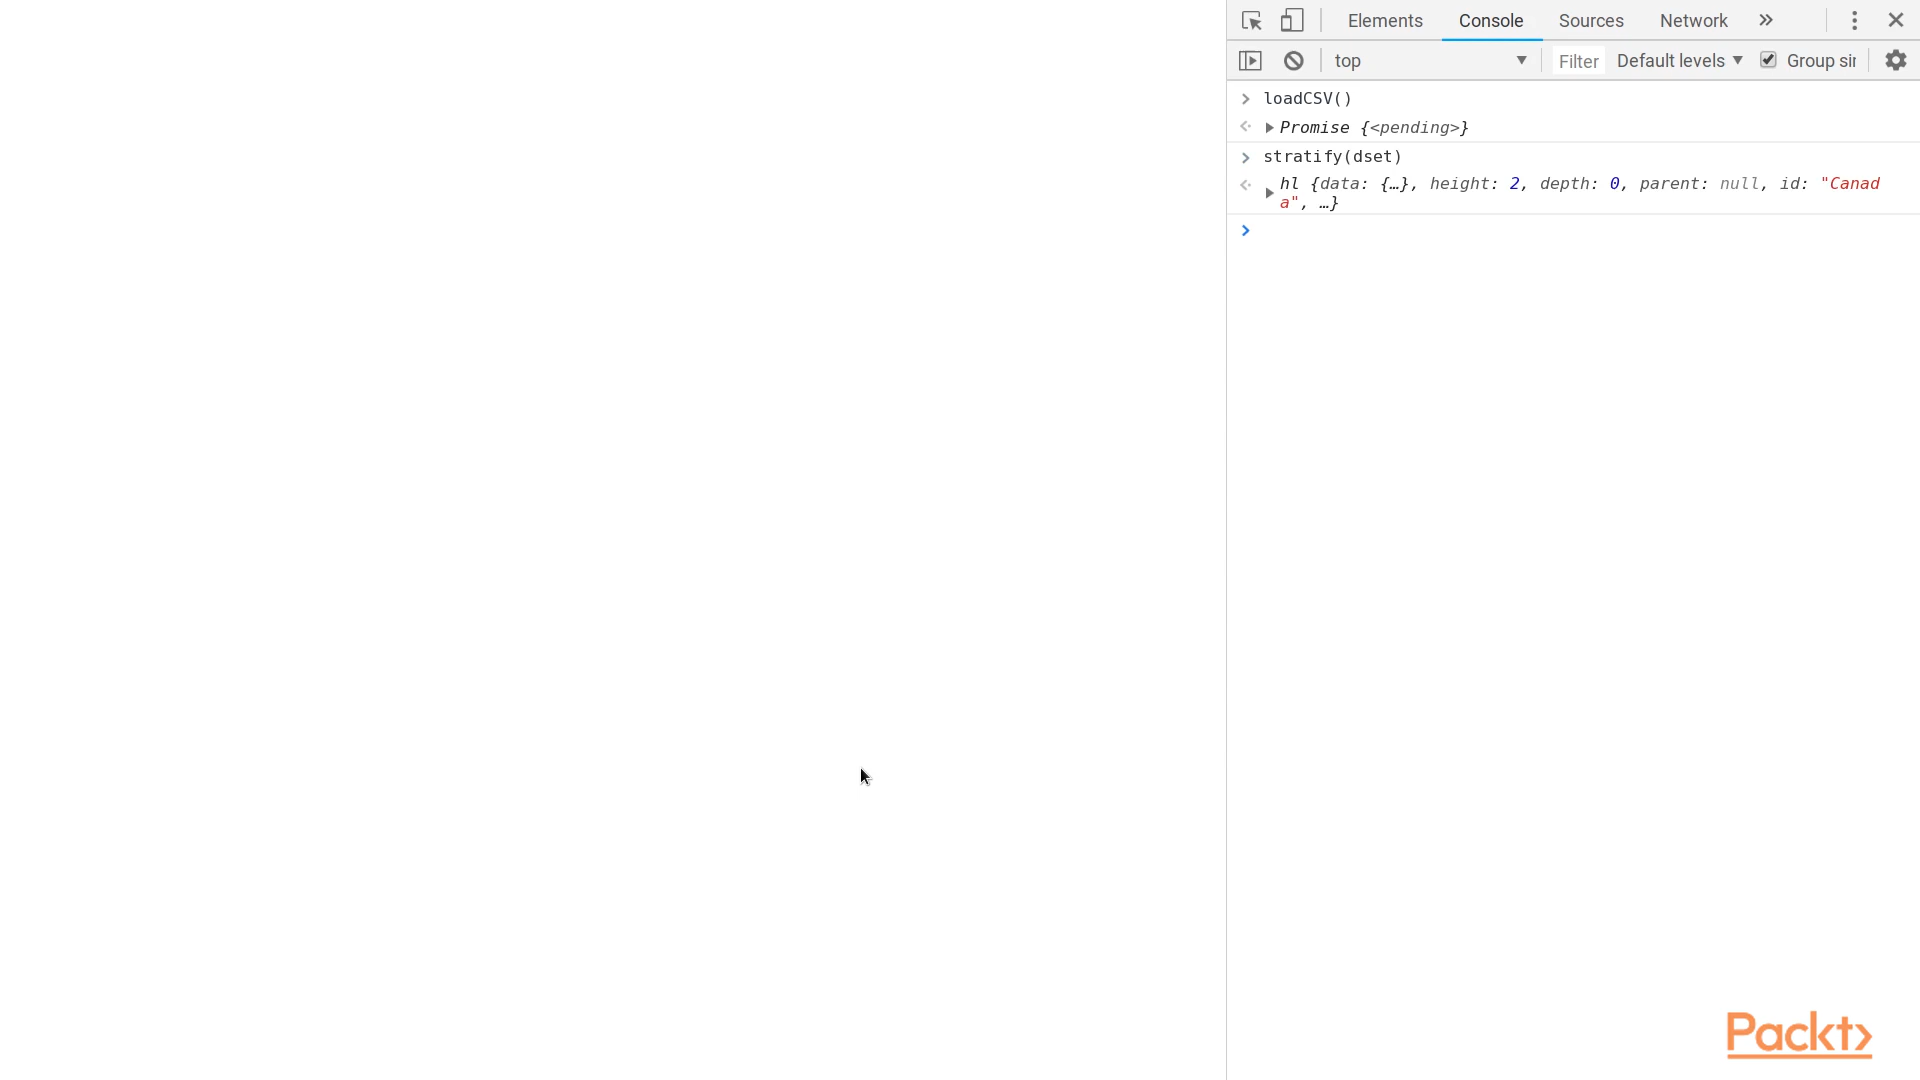 Elements Console Sources Network
top Filter Default levels Group sir
loadCSV()
Promise {<pending>}
stratify(dset)
hl {data: {…}, height: 2, depth: 0, parent: null, id: "Canad
a", …}
Packt>